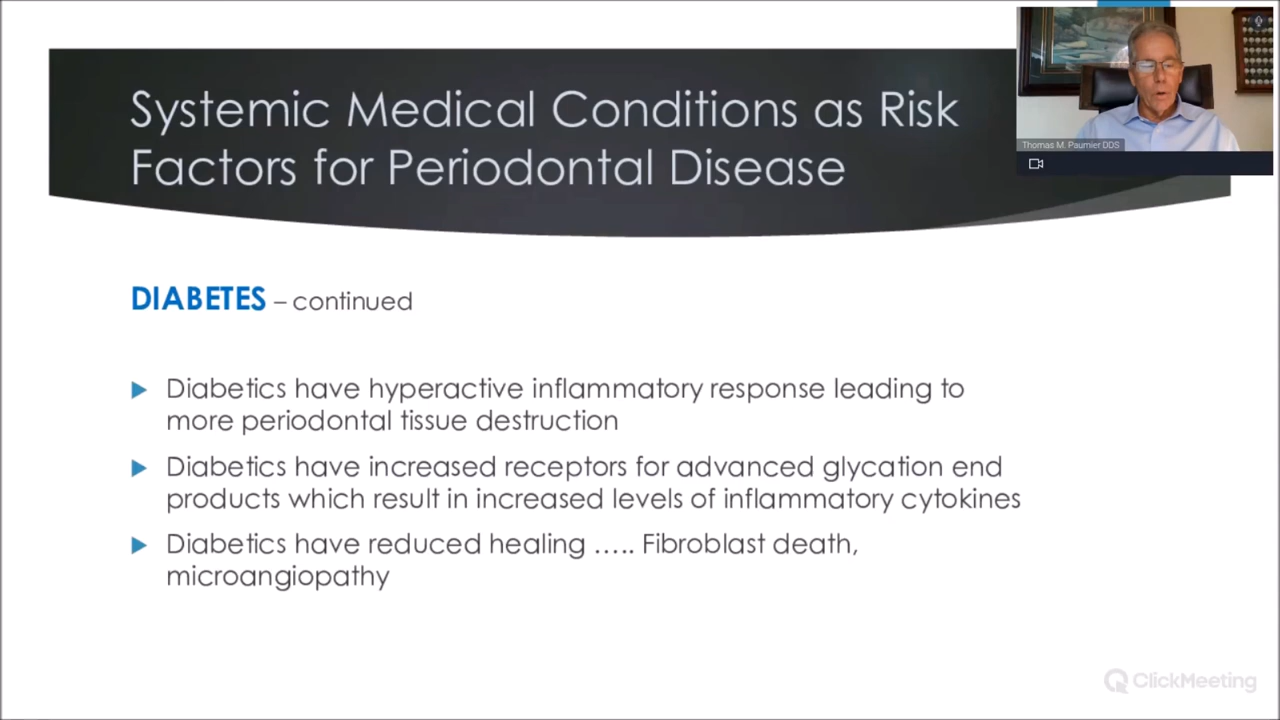 Systemic Medical Conditions as Risk
Factors for Periodontal Disease
Thomas M. Paumier DDS
DIABETES – continued
Diabetics have hyperactive inflammatory response leading to
more periodontal tissue destruction
Diabetics have increased receptors for advanced glycation end
products which result in increased levels of inflammatory cytokines
Diabetics have reduced healing ….. Fibroblast death,
microangiopathy
ClickMeeting